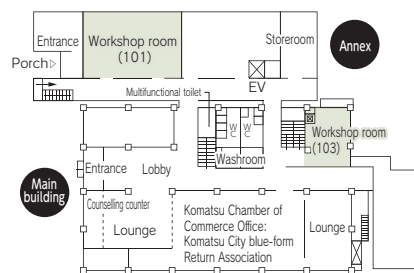 Entrance
Workshop room
(101)
Storeroom
Annex
Porch
EV
Multifunctional toilet
W
C
W
C
Washroom
Workshop room
(103)
Entrance
Lobby
Main
building
Counselling counter
Lounge
Komatsu Chamber of
Commerce Office:
Komatsu City blue-form
Return Association
Lounge